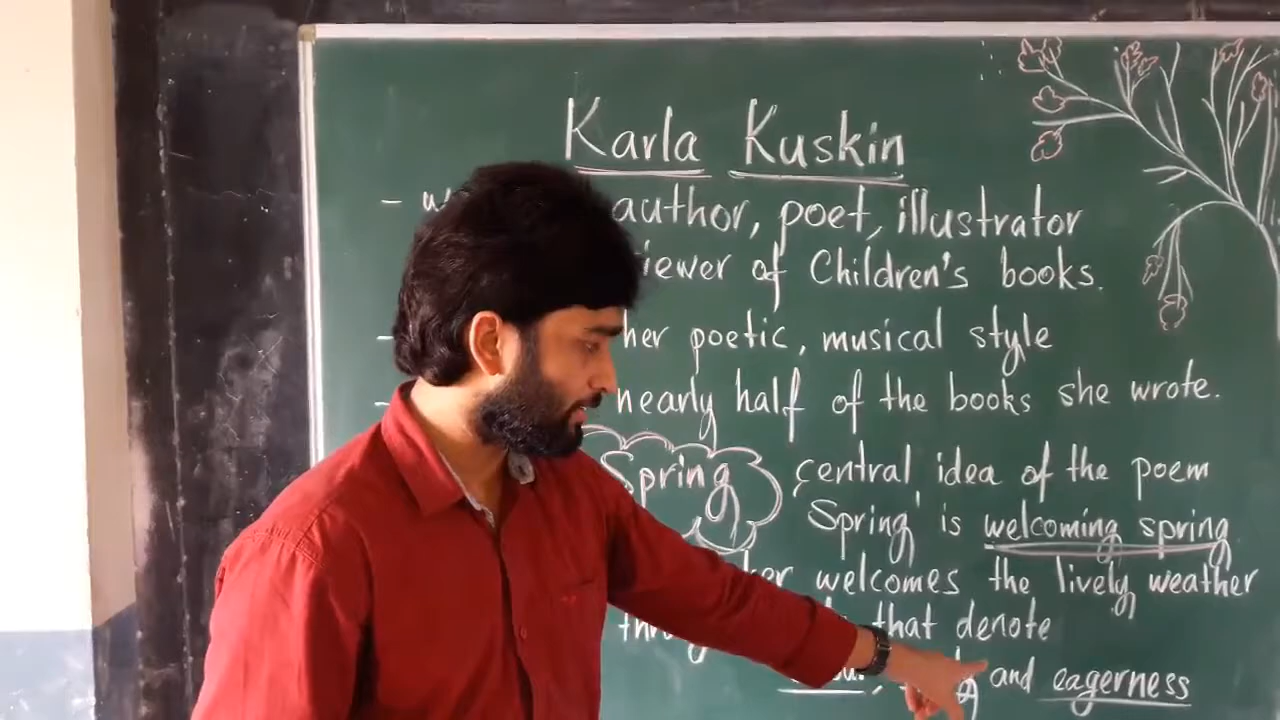 Karla Kuskin
- author, poet, illustrator
of Children's books.
- her poetic, musical style
- nearly half of the books she wrote.
Spring central idea of the poem
Spring' is welcoming spring
welcomes the lively weather
that denote
and eagerness